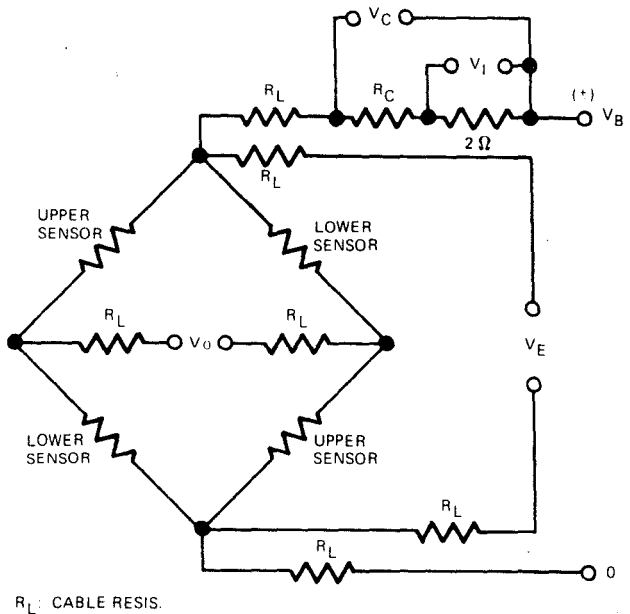 V_C
V_1
R_L
R_C
(+)
V_B
2 Ω
R_L
UPPER
SENSOR
LOWER
SENSOR
R_L
V_0
R_L
V_E
LOWER
SENSOR
UPPER
SENSOR
R_L
R_L
0
R_L: CABLE RESIS.